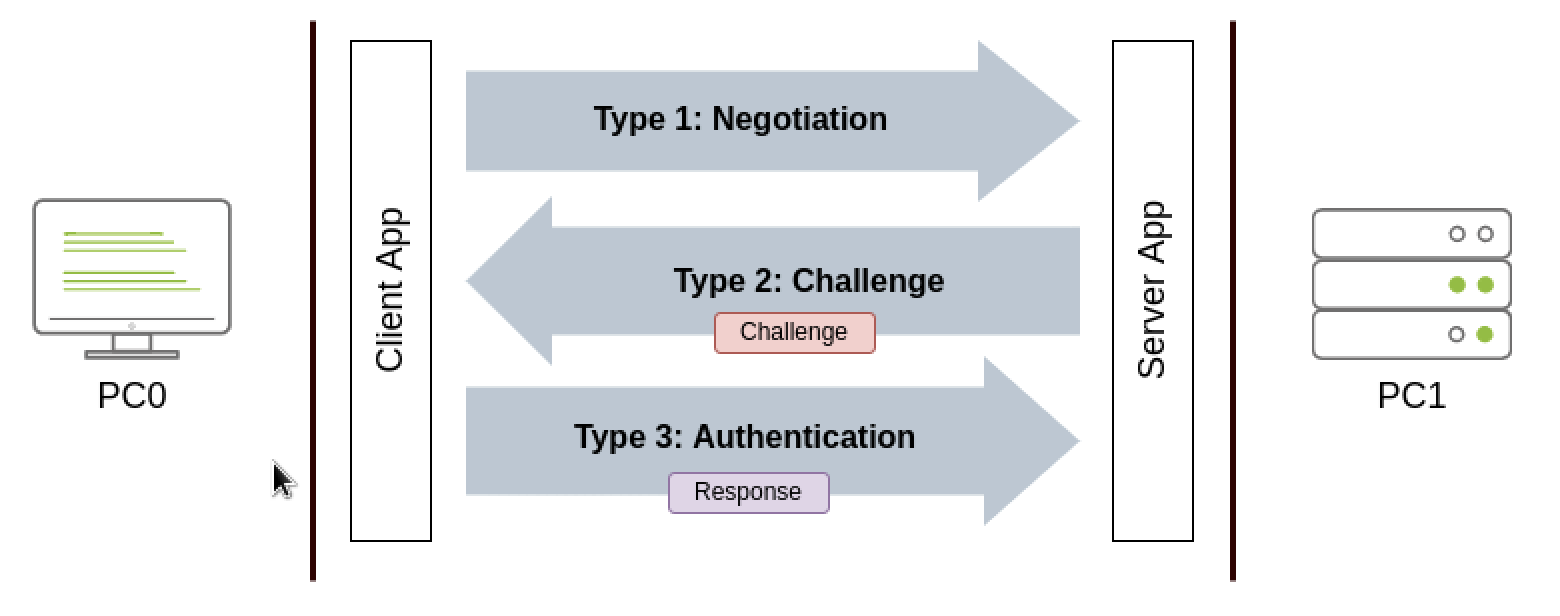 Type 1: Negotiation
Client App
Server App
Type 2: Challenge
Challenge
PC0
PC1
Type 3: Authentication
Response